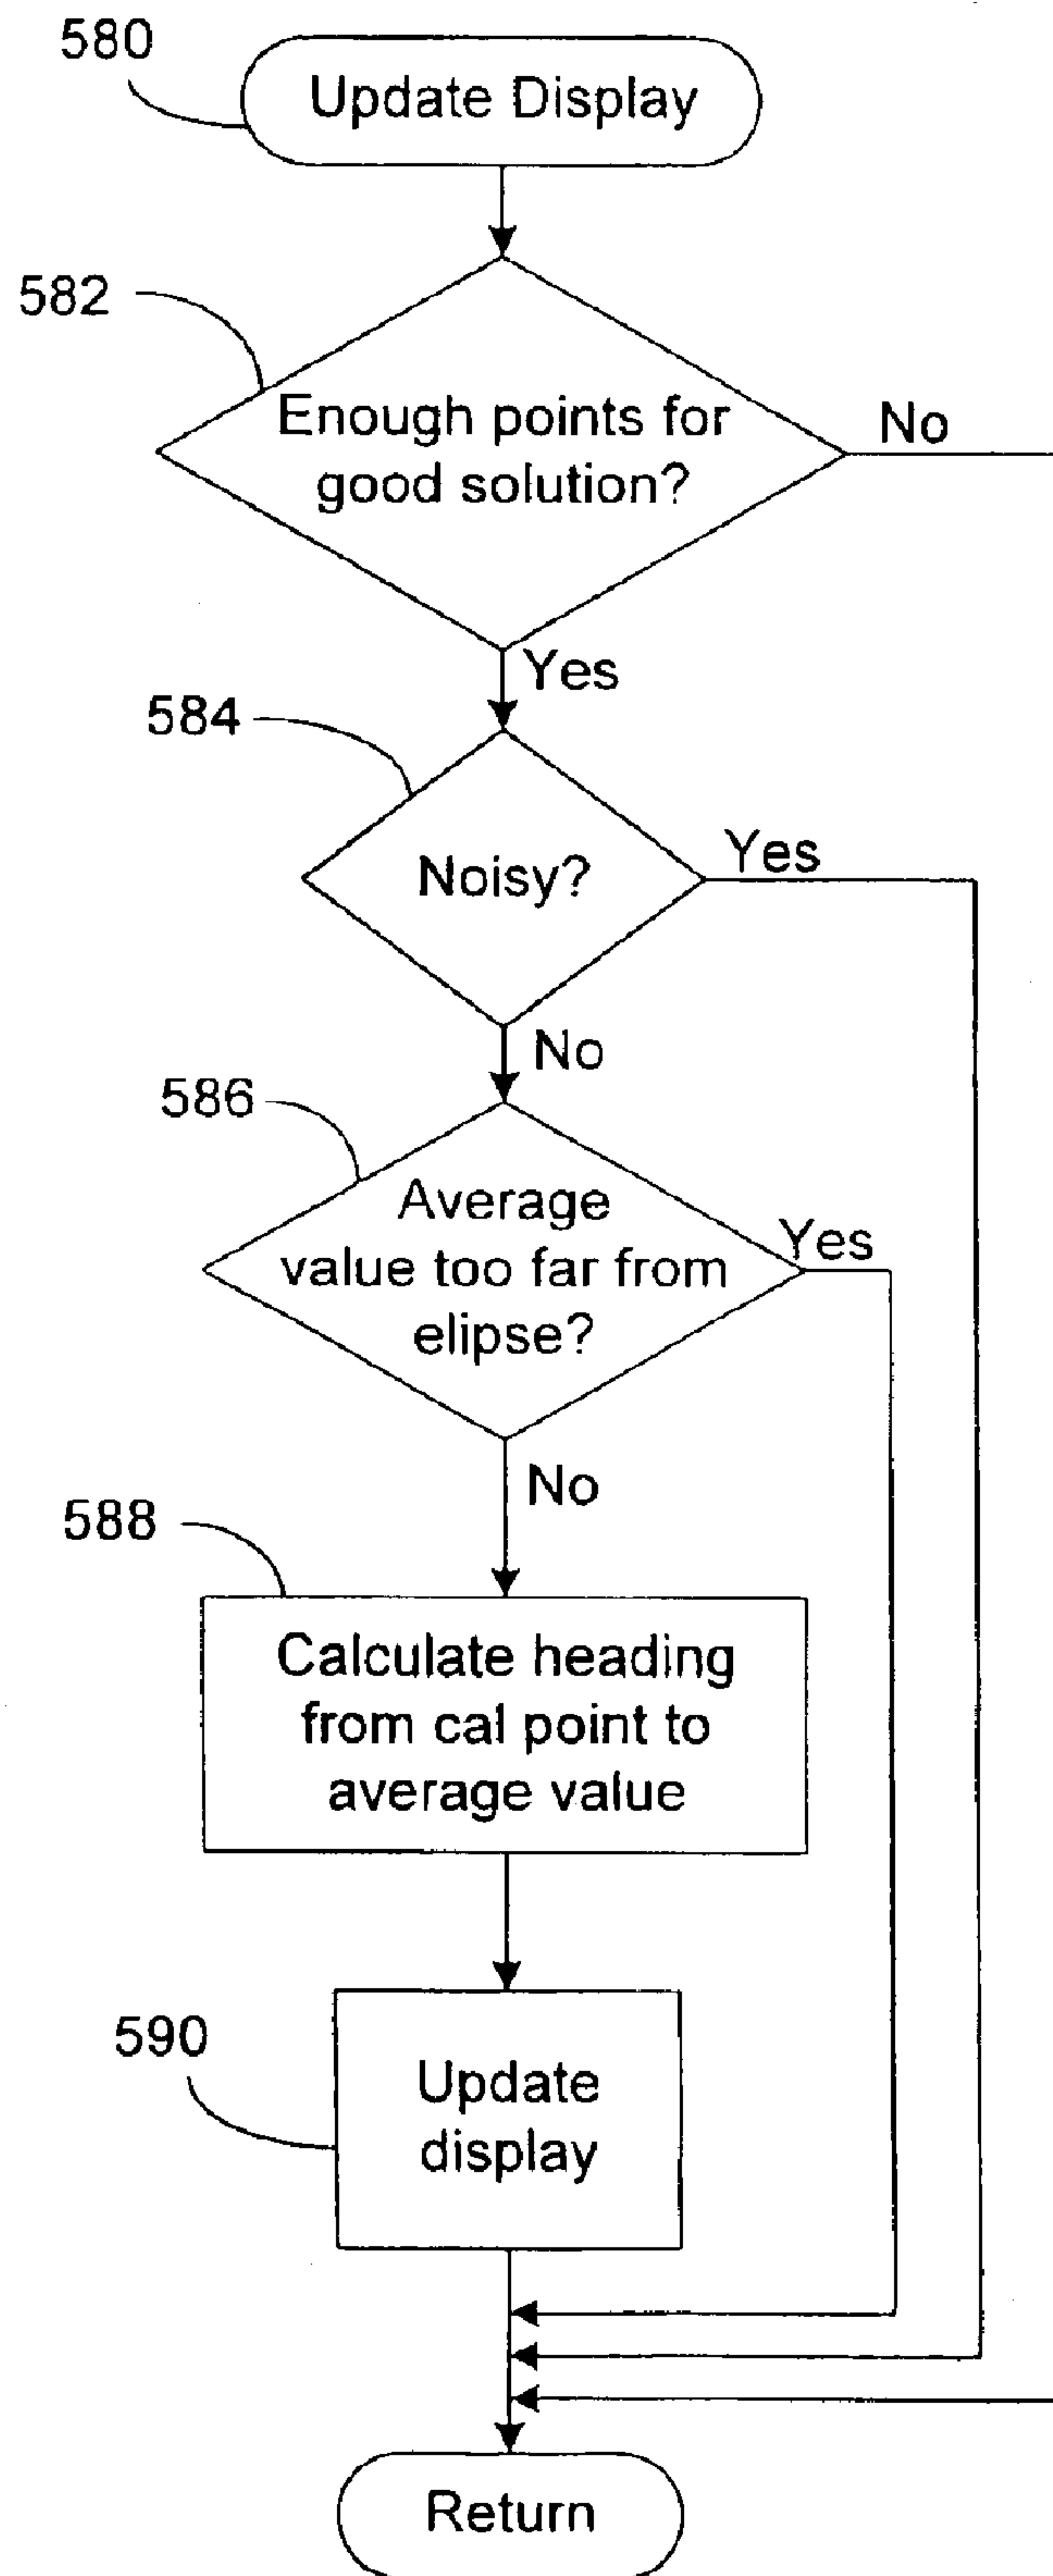 580
Update Display
582
Enough points for
good solution?
No
Yes
584
Noisy?
Yes
No
586
Average
value too far from
elipse?
Yes
No
588
Calculate heading
from cal point to
average value
590
Update
display
Return